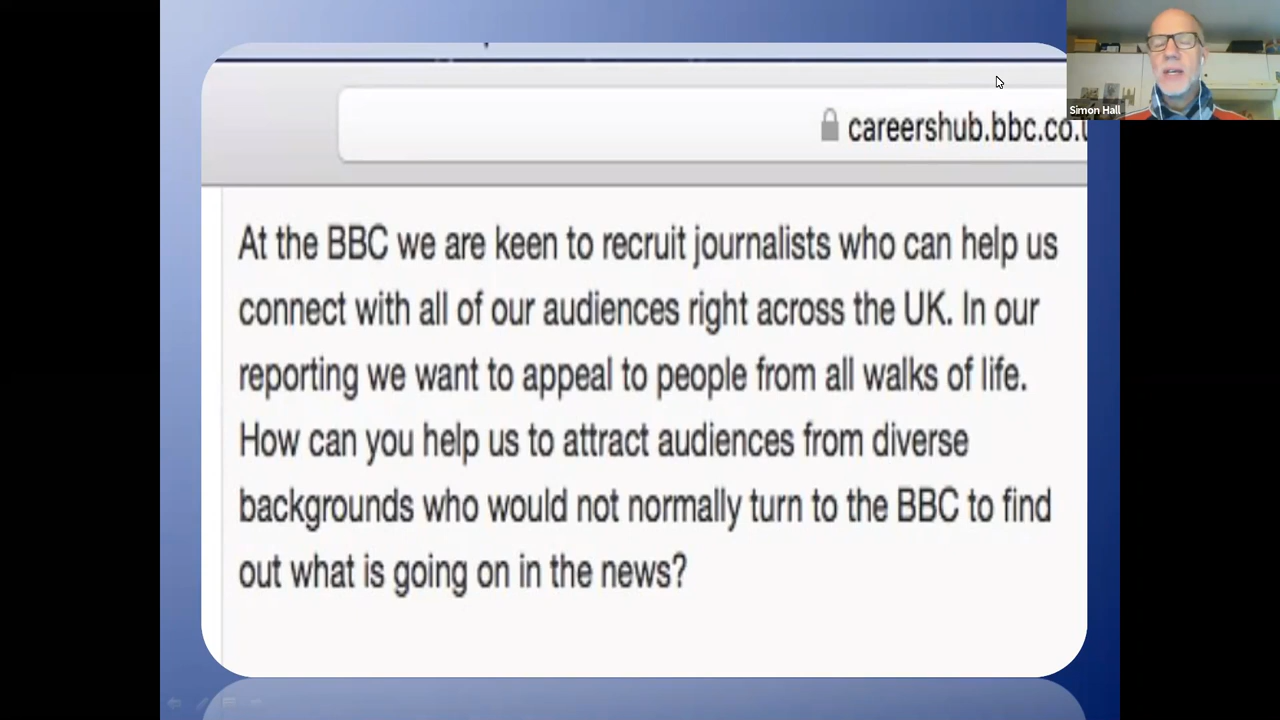 careershub.bbc.co.u
Simon Hall
At the BBC we are keen to recruit journalists who can help us
connect with all of our audiences right across the UK. In our
reporting we want to appeal to people from all walks of life.
How can you help us to attract audiences from diverse
backgrounds who would not normally turn to the BBC to find
out what is going on in the news?